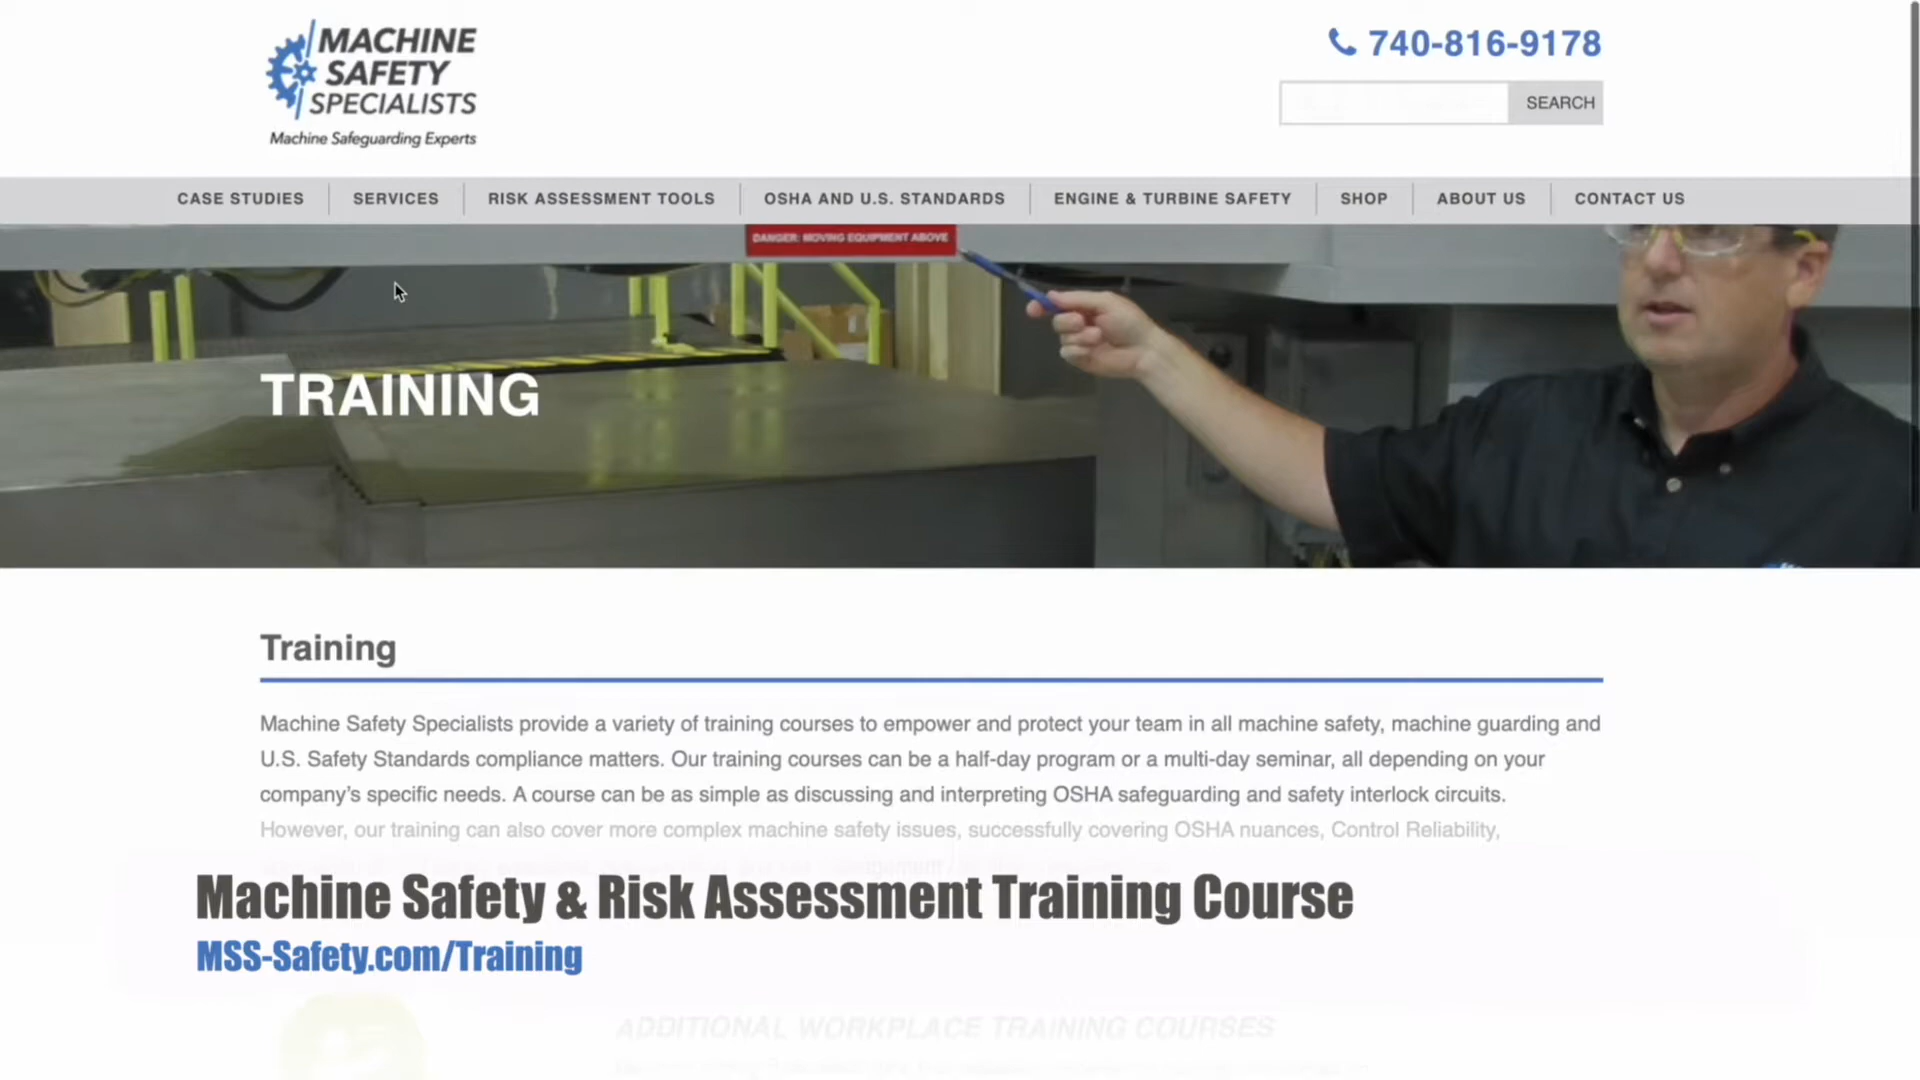 MACHINE
SAFETY
SPECIALISTS
Machine Safeguarding Experts
740-816-9178
SEARCH
CASE STUDIES
SERVICES
RISK ASSESSMENT TOOLS
OSHA AND U.S. STANDARDS
ENGINE & TURBINE SAFETY
SHOP
ABOUT US
CONTACT US
DANGER: MOVING EQUIPMENT ABOVE
TRAINING
Training
Machine Safety Specialists provide a variety of training courses to empower and protect your team in all machine safety, machine guarding and
U.S. Safety Standards compliance matters. Our training courses can be a half-day program or a multi-day seminar, all depending on your
company's specific needs. A course can be as simple as discussing and interpreting OSHA safeguarding and safety interlock circuits.
However, our training can also cover more complex machine safety issues, successfully covering OSHA nuances, Control Reliability,
Machine Safety & Risk Assessment Training Course
MSS-Safety.com/Training
ADDITIONAL WORKPLACE TRAINING COURSES